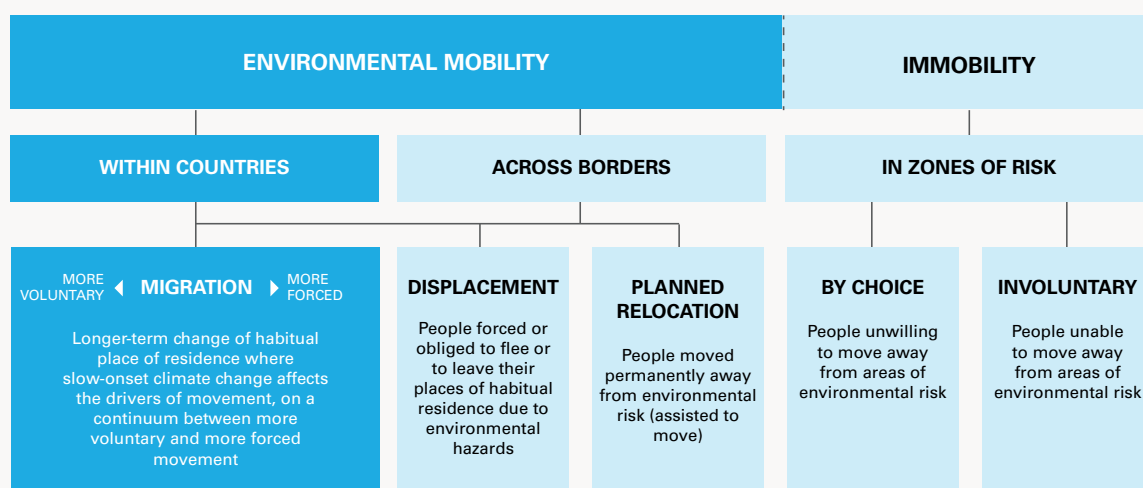 ENVIRONMENTAL MOBILITY
IMMOBILITY
WITHIN COUNTRIES
ACROSS BORDERS
IN ZONES OF RISK
MORE
VOLUNTARY
MIGRATION
MORE
FORCED
Longer-term change of habitual
place of residence where
slow-onset climate change affects
the drivers of movement, on a
continuum between more
voluntary and more forced
movement
DISPLACEMENT
People forced or
obliged to flee or
to leave their
places of habitual
residence due to
environmental
hazards
PLANNED
RELOCATION
People moved
permanently away
from environmental
risk (assisted to
move)
BY CHOICE
People unwilling
to move away
from areas of
environmental risk
INVOLUNTARY
People unable
to move away
from areas of
environmental risk